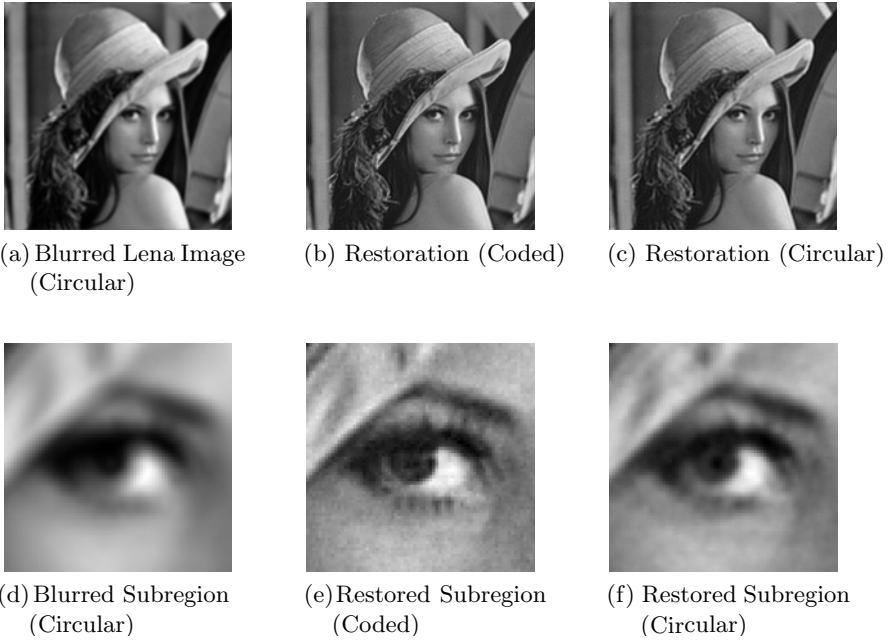 (a) Blurred Lena Image
(Circular)
(b) Restoration (Coded)
(c) Restoration (Circular)
(d) Blurred Subregion
(Circular)
(e) Restored Subregion
(Coded)
(f) Restored Subregion
(Circular)